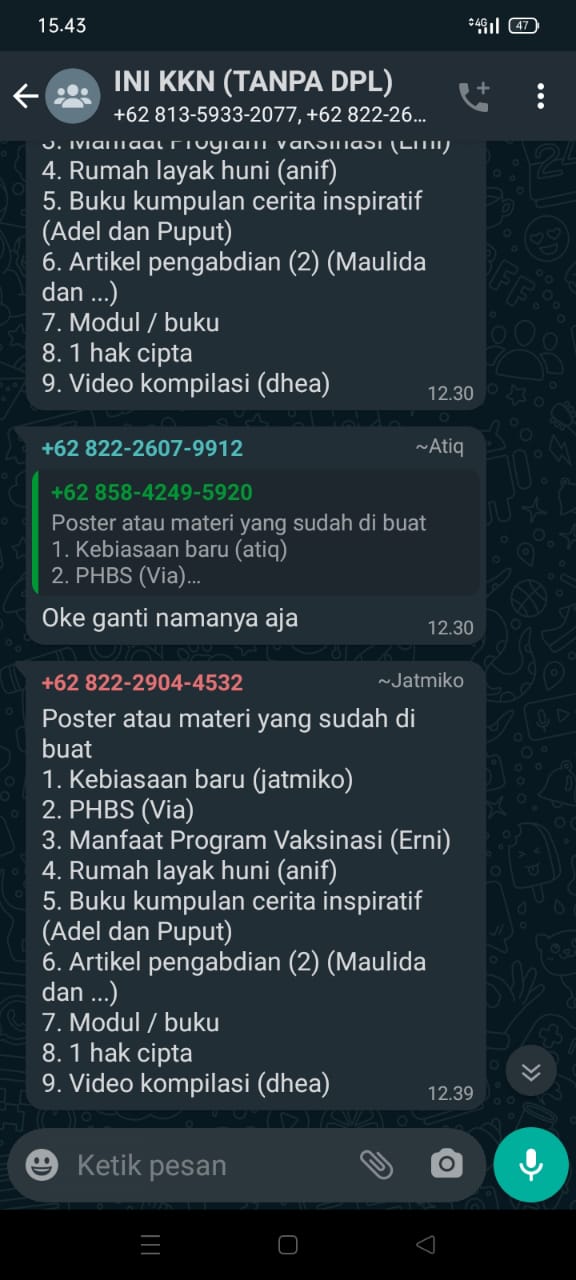 15.43
4G
47
INI KKN (TANPA DPL)
+62 813-5933-2077, +62 822-26...
3. Manfaat Program Vaksinasi (Erni)
4. Rumah layak huni (anif)
5. Buku kumpulan cerita inspiratif
(Adel dan Puput)
6. Artikel pengabdian (2) (Maulida
dan ...)
7. Modul / buku
8. 1 hak cipta
9. Video kompilasi (dhea)
12.30
+62 822-2607-9912
~Atiq
+62 858-4249-5920
Poster atau materi yang sudah di buat
1. Kebiasaan baru (atiq)
2. PHBS (Via)...
Oke ganti namanya aja
12.30
+62 822-2904-4532
~Jatmiko
Poster atau materi yang sudah di
buat
1. Kebiasaan baru (jatmiko)
2. PHBS (Via)
3. Manfaat Program Vaksinasi (Erni)
4. Rumah layak huni (anif)
5. Buku kumpulan cerita inspiratif
(Adel dan Puput)
6. Artikel pengabdian (2) (Maulida
dan ...)
7. Modul / buku
8. 1 hak cipta
9. Video kompilasi (dhea)
12.39
Ketik pesan